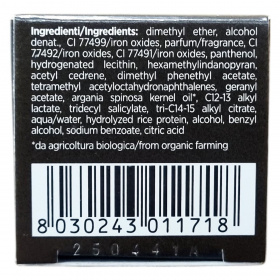 Ingredienti/Ingredients: dimethyl ether, alcohol
denat., CI 77499/iron oxides, parfum/fragrance, CI
7.7492/iron oxides, CI 77491/iron oxides, panthenol,
hydrogenated lecithin, hexamethylindanopyran,
acetyl cedrene, dimethyl phenethyl acetate,
tetramethyl acetyloctahydronaphthalenes, geranyl
acetate, argania spinosa kernel oil*, C12-13 alkyl
lactate, tridecyl salicylate, tri-C14-15 alkyl citrate,
aqua/water, hydrolyzed rice protein, alcohol, benzyl
alcohol, sodium benzoate, citric acid
*da agricoltura biologica/from organic farming
8 030243 011718